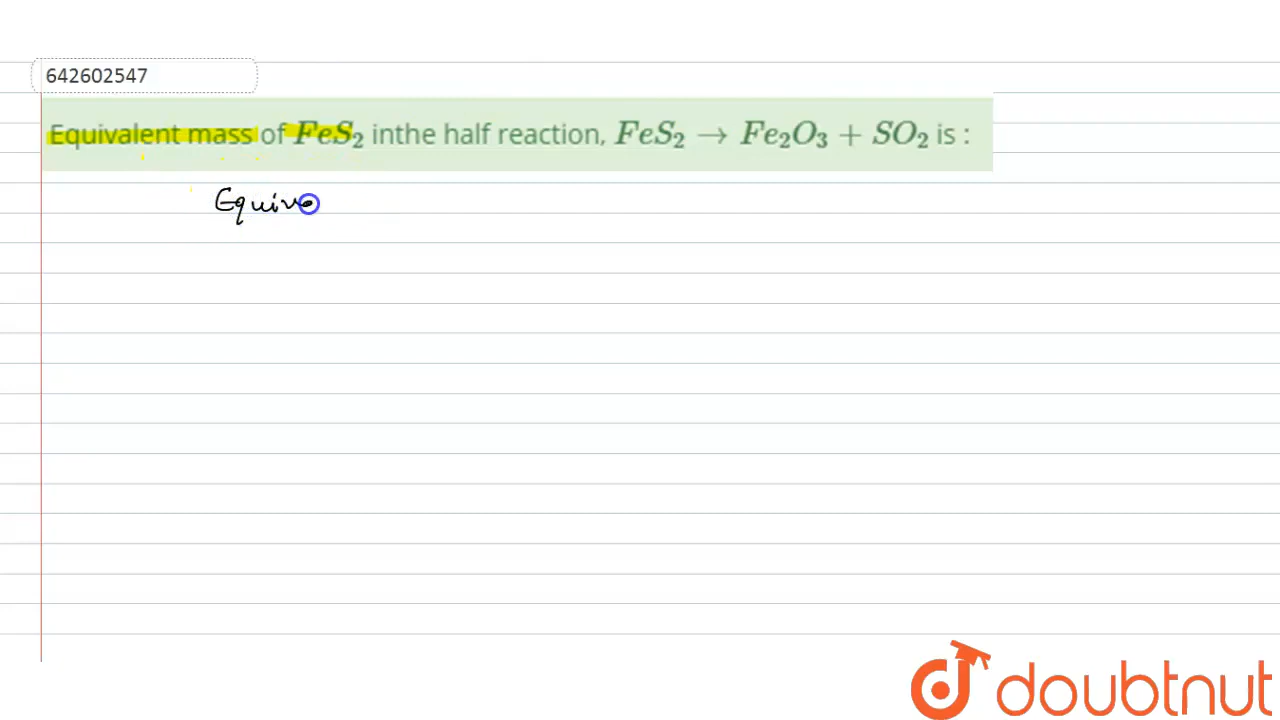 642602547
Equivalent mass of FeS₂ inthe half reaction, FeS₂ → Fe₂O₃ + SO₂ is :
Equiv
doubtnut